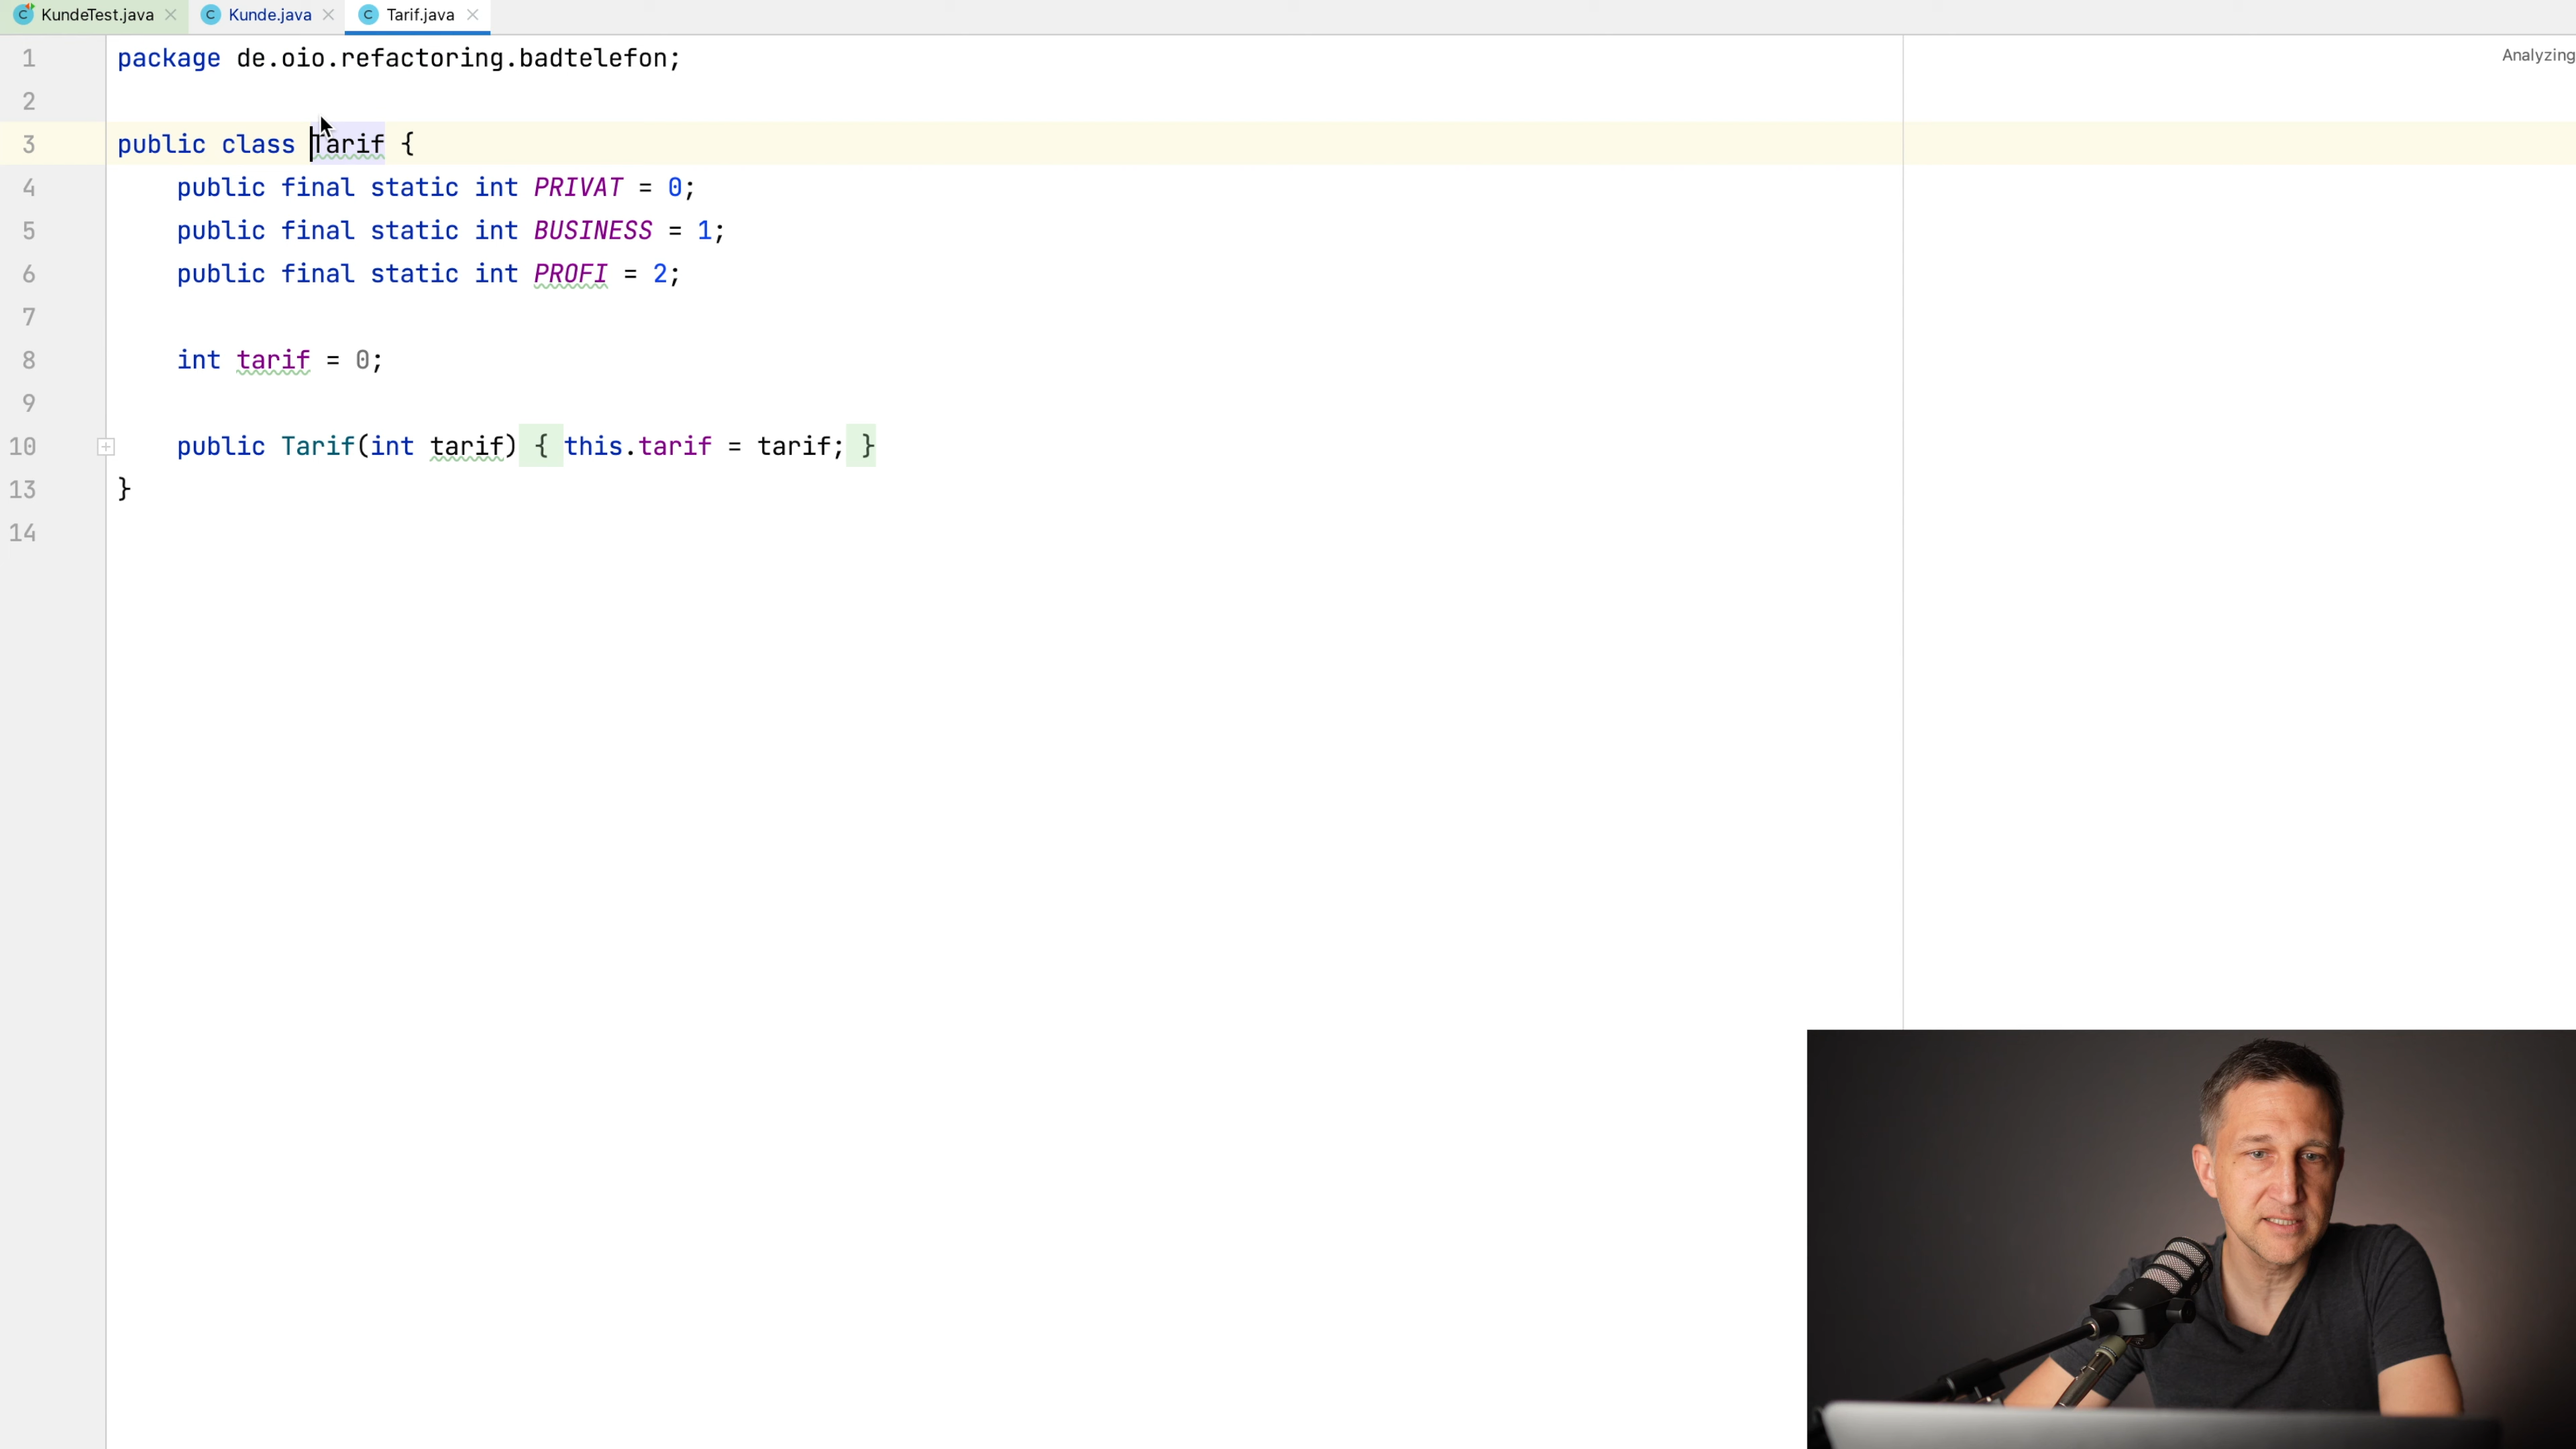 KundeTest.java
Kunde.java
Tarif.java
Analyzing
1 package de.oio.refactoring.badtelefon;
2
3 public class Tarif {
4 public final static int PRIVAT = 0;
5 public final static int BUSINESS = 1;
6 public final static int PROFI = 2;
7
8 int tarif = 0;
9
10 public Tarif(int tarif) { this.tarif = tarif; }
13 }
14